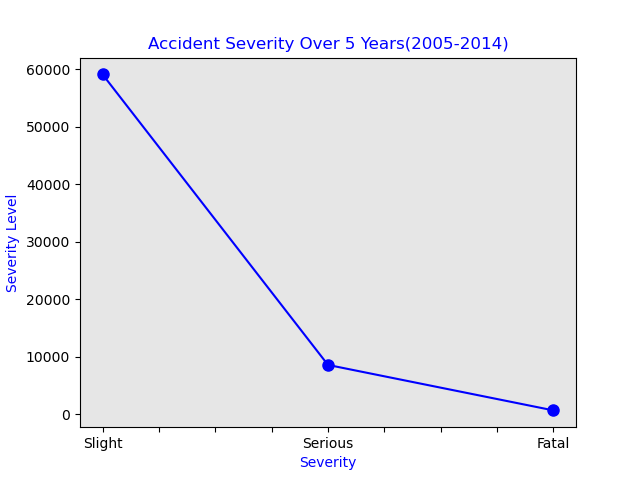 Accident Severity Over 5 Years(2005-2014)
60000
50000
40000
30000
20000
10000
0
Severity Level
Slight Serious Fatal
Severity